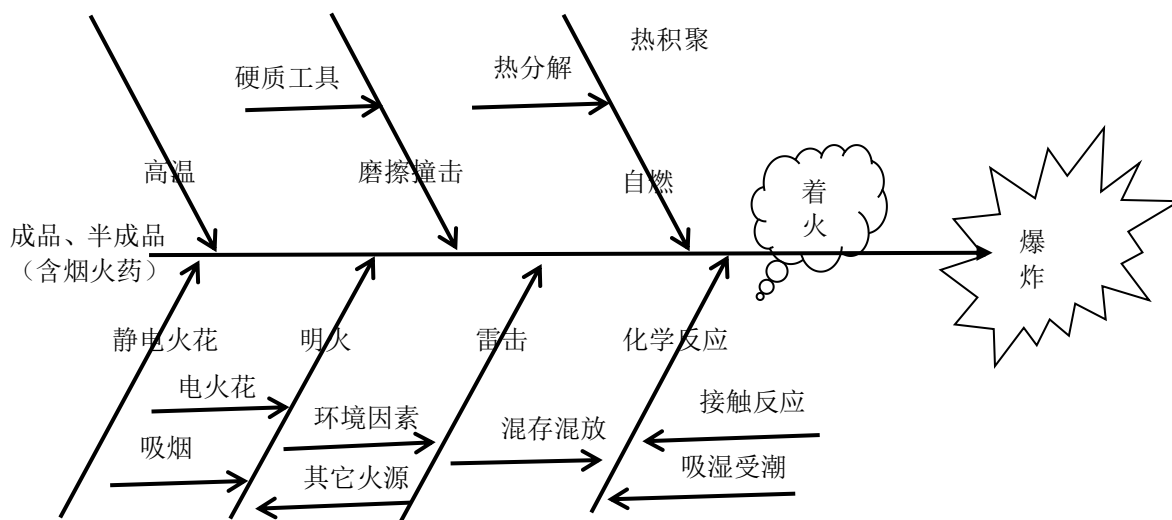 热积聚
热分解
硬质工具
高温
磨擦撞击
自燃
着
火
成品、半成品
（含烟火药）
爆
炸
静电火花
明火
雷击
化学反应
电火花
接触反应
环境因素
混存混放
吸烟
吸湿受潮
其它火源